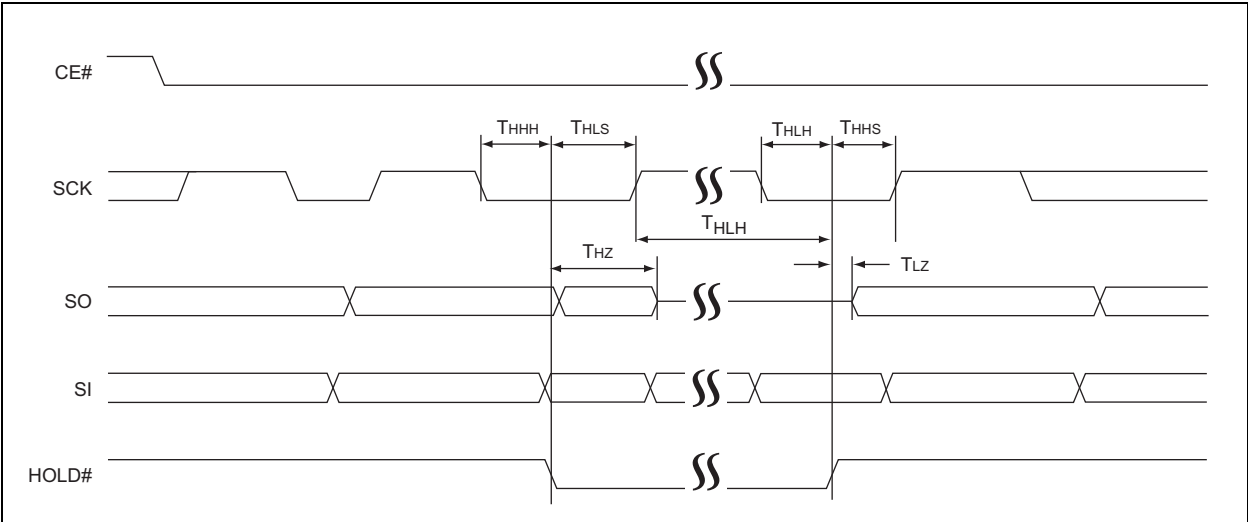 CE#
THHH THLS THLH THHS
SCK
THLH
THZ TLZ
SO
SI
HOLD#